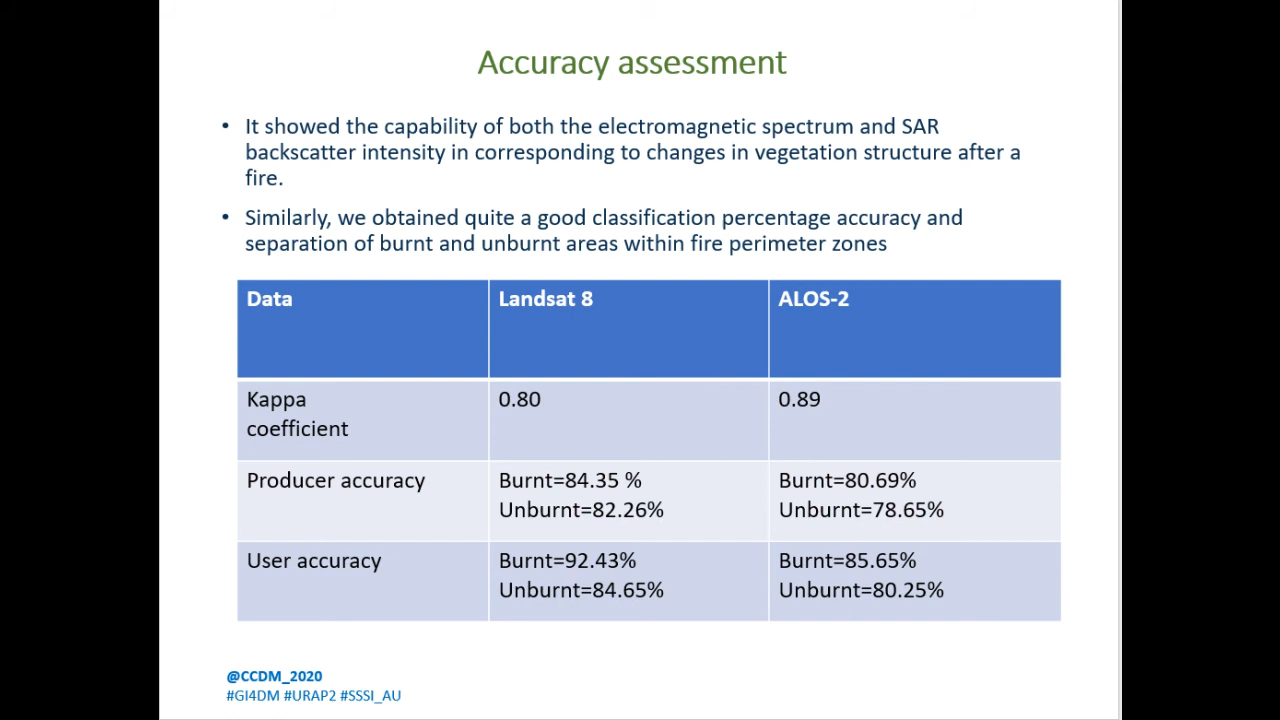 Accuracy assessment
• It showed the capability of both the electromagnetic spectrum and SAR
backscatter intensity in corresponding to changes in vegetation structure after a
fire.
• Similarly, we obtained quite a good classification percentage accuracy and
separation of burnt and unburnt areas within fire perimeter zones
Data Landsat 8 ALOS-2
Kappa
coefficient 0.80 0.89
Producer accuracy Burnt=84.35 % Burnt=80.69%
Unburnt=82.26% Unburnt=78.65%
User accuracy Burnt=92.43% Burnt=85.65%
Unburnt=84.65% Unburnt=80.25%
@CCDM_2020
#GI4DM #URAP2 #SSSI_AU